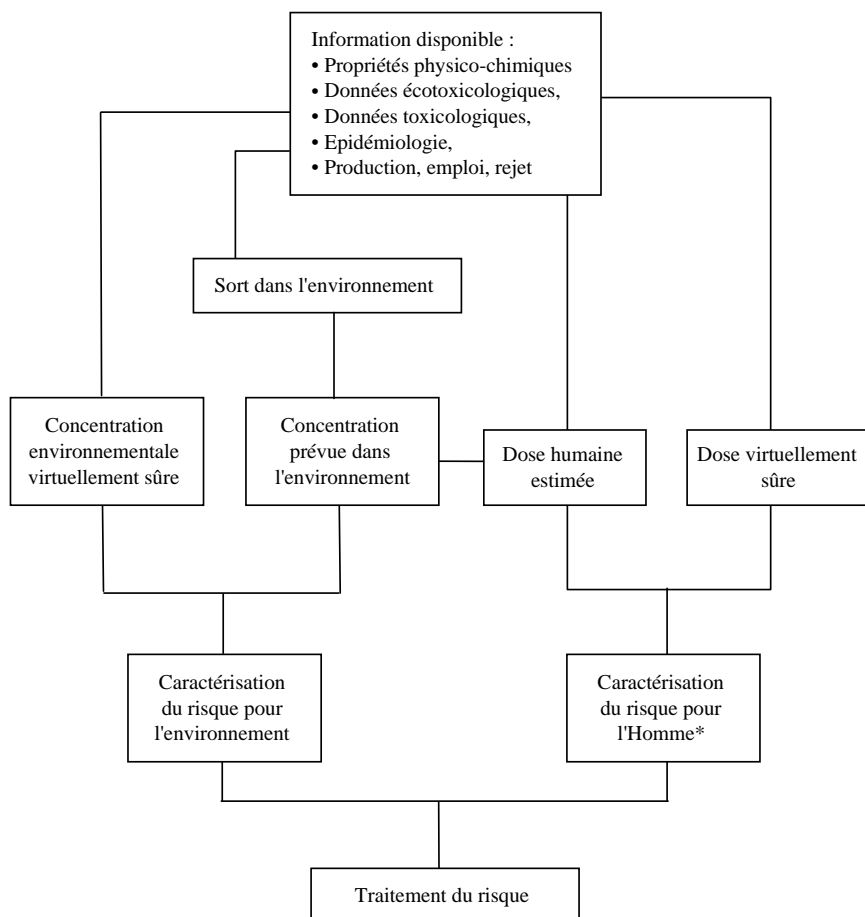 Information disponible :
• Propriétés physico-chimiques
• Données écotoxicologiques,
• Données toxicologiques,
• Epidémiologie,
• Production, emploi, rejet
Sort dans l'environnement
Concentration
environnementale
virtuellement sûre
Concentration
prévue dans
l'environnement
Dose humaine
estimée
Dose virtuellement
sûre
Caractérisation
du risque pour
l'environnement
Caractérisation
du risque pour
l'Homme*
Traitement du risque